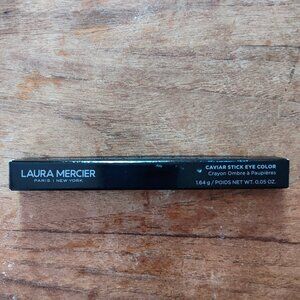 LAURA MERCIER
PARIS | NEW YORK
CAVIAR STICK EYE COLOR
Crayon Ombre à Paupières
1.64 g / POIDS NET WT. 0.05 OZ.